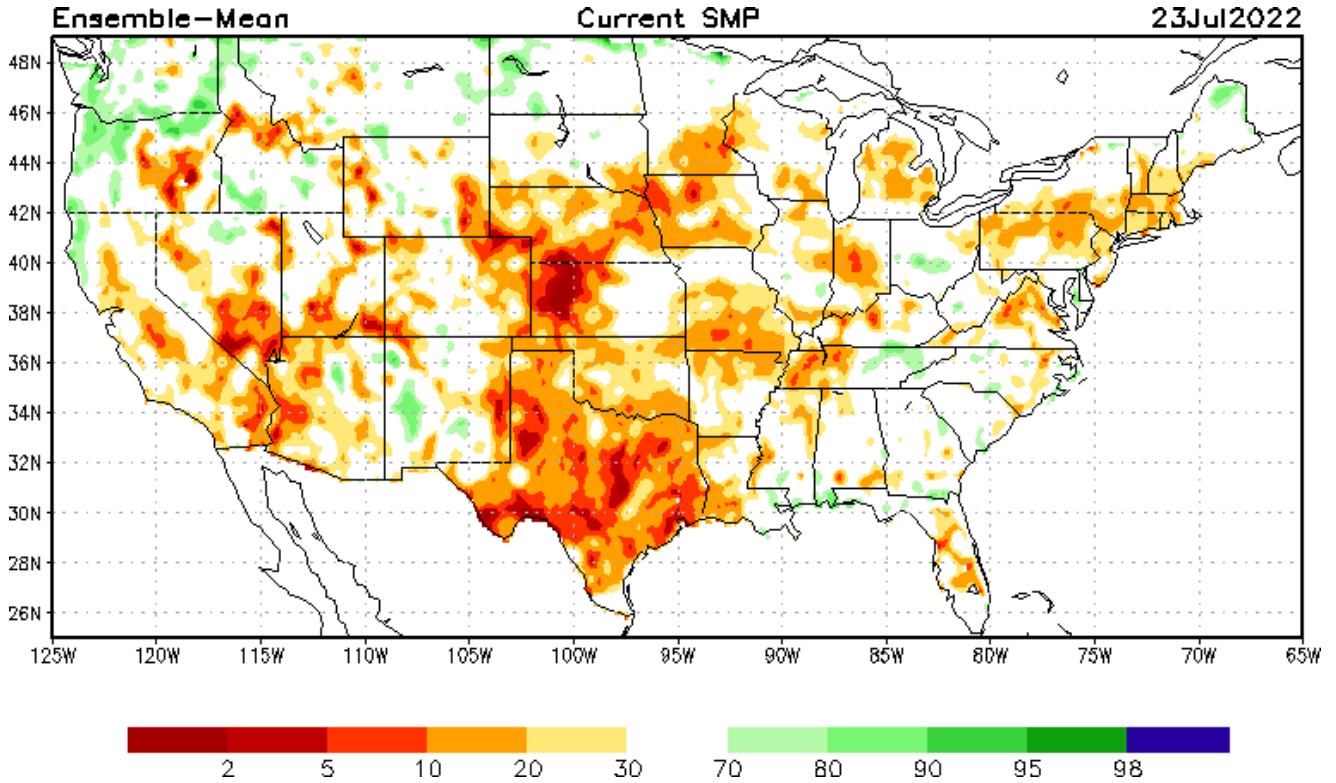 Ensemble-Mean Current SMP 23Jul2022
48N
46N
44N
42N
40N
38N
36N
34N
32N
30N
28N
26N
125W 120W 115W 110W 105W 100W 95W 90W 85W 80W 75W 70W 65W
2 5 10 20 30 70 80 90 95 98